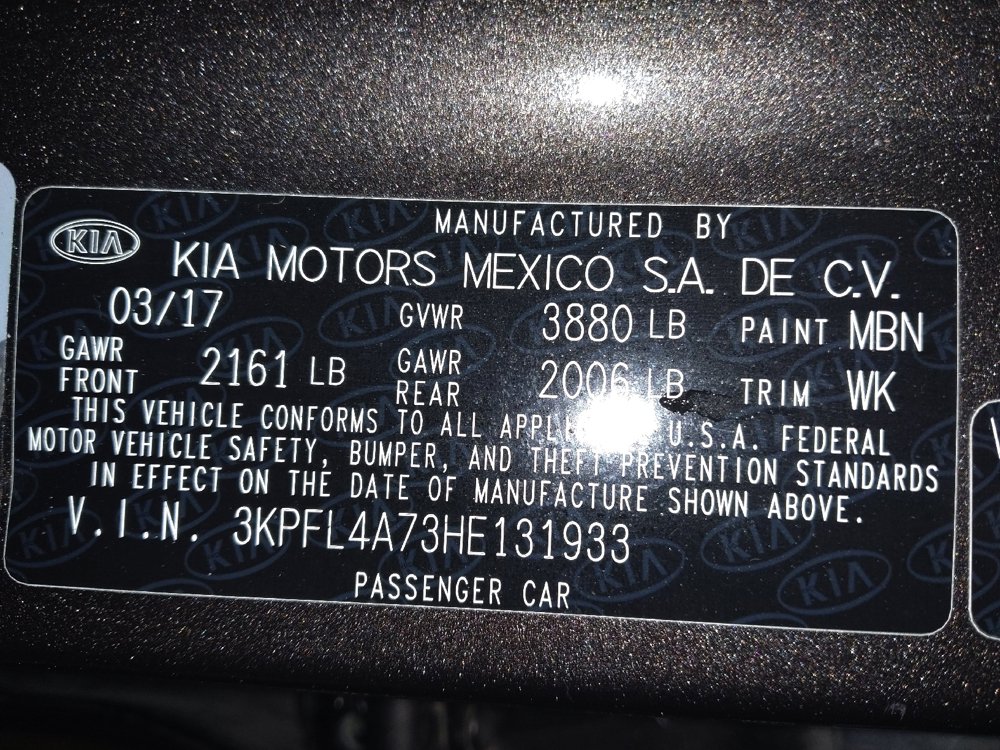 MANUFACTURED BY
KIA
KIA MOTORS MEXICO S.A. DE C.V.
03/17 GVWR 3880 LB PAINT MBN
GAWR FRONT 2161 LB GAWR REAR 2006 LB TRIM WK
THIS VEHICLE CONFORMS TO ALL U.S.A. FEDERAL
MOTOR VEHICLE SAFETY, BUMPER, AND THEFT PREVENTION STANDARDS
IN EFFECT ON THE DATE OF MANUFACTURE SHOWN ABOVE.
V.I.N. 3KPFL4A73HE131933
PASSENGER CAR